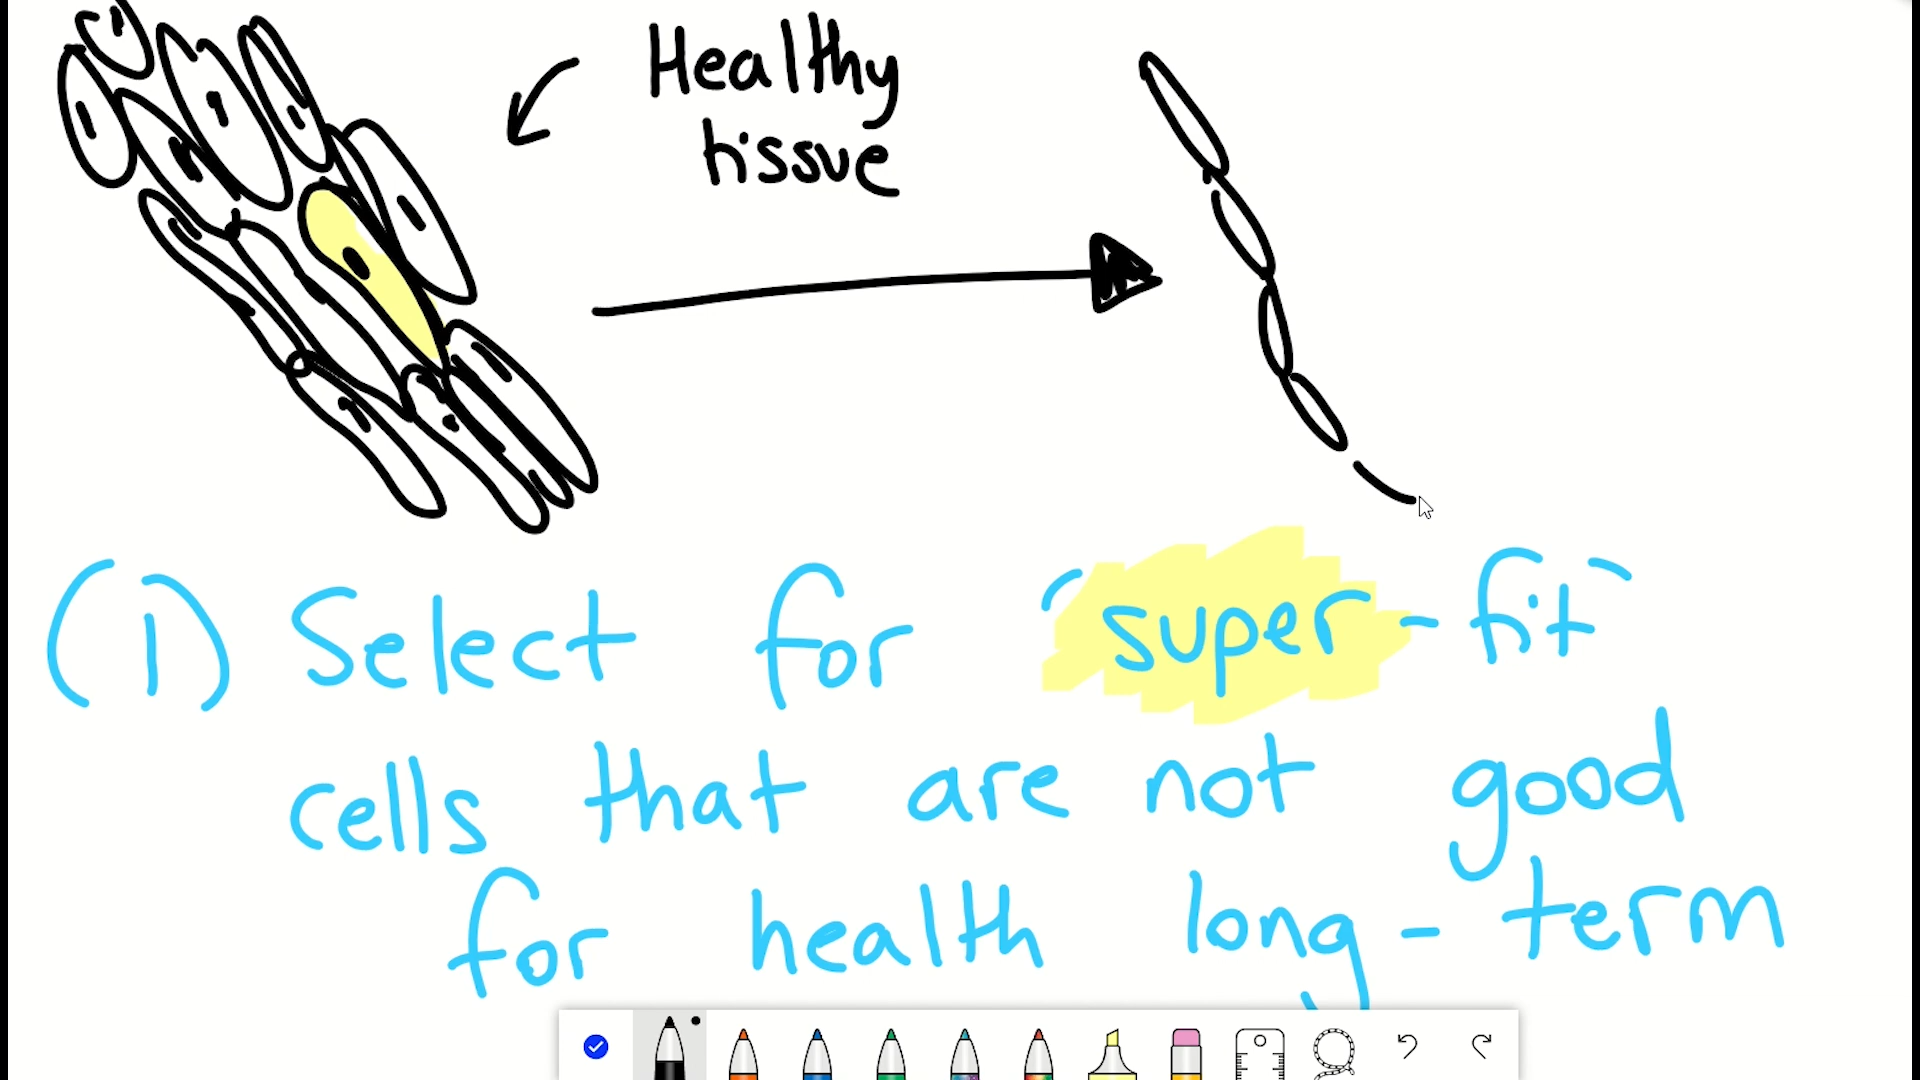 Healthy
tissue
(1) Select for "super-fit"
cells that are not good
for health long-term